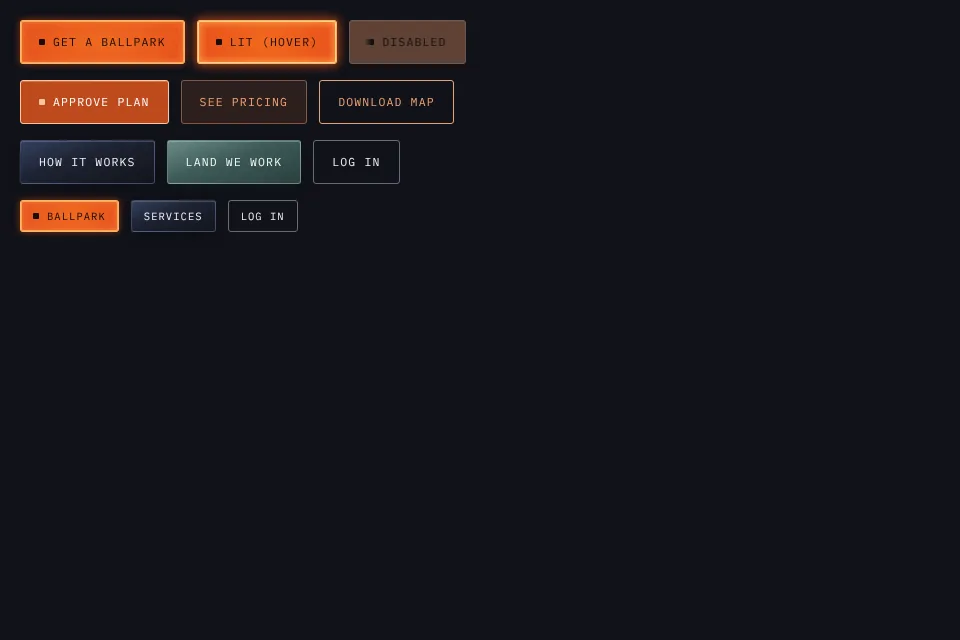 GET A BALLPARK LIT (HOVER) DISABLED
APPROVE PLAN SEE PRICING DOWNLOAD MAP
HOW IT WORKS LAND WE WORK LOG IN
BALLPARK SERVICES LOG IN